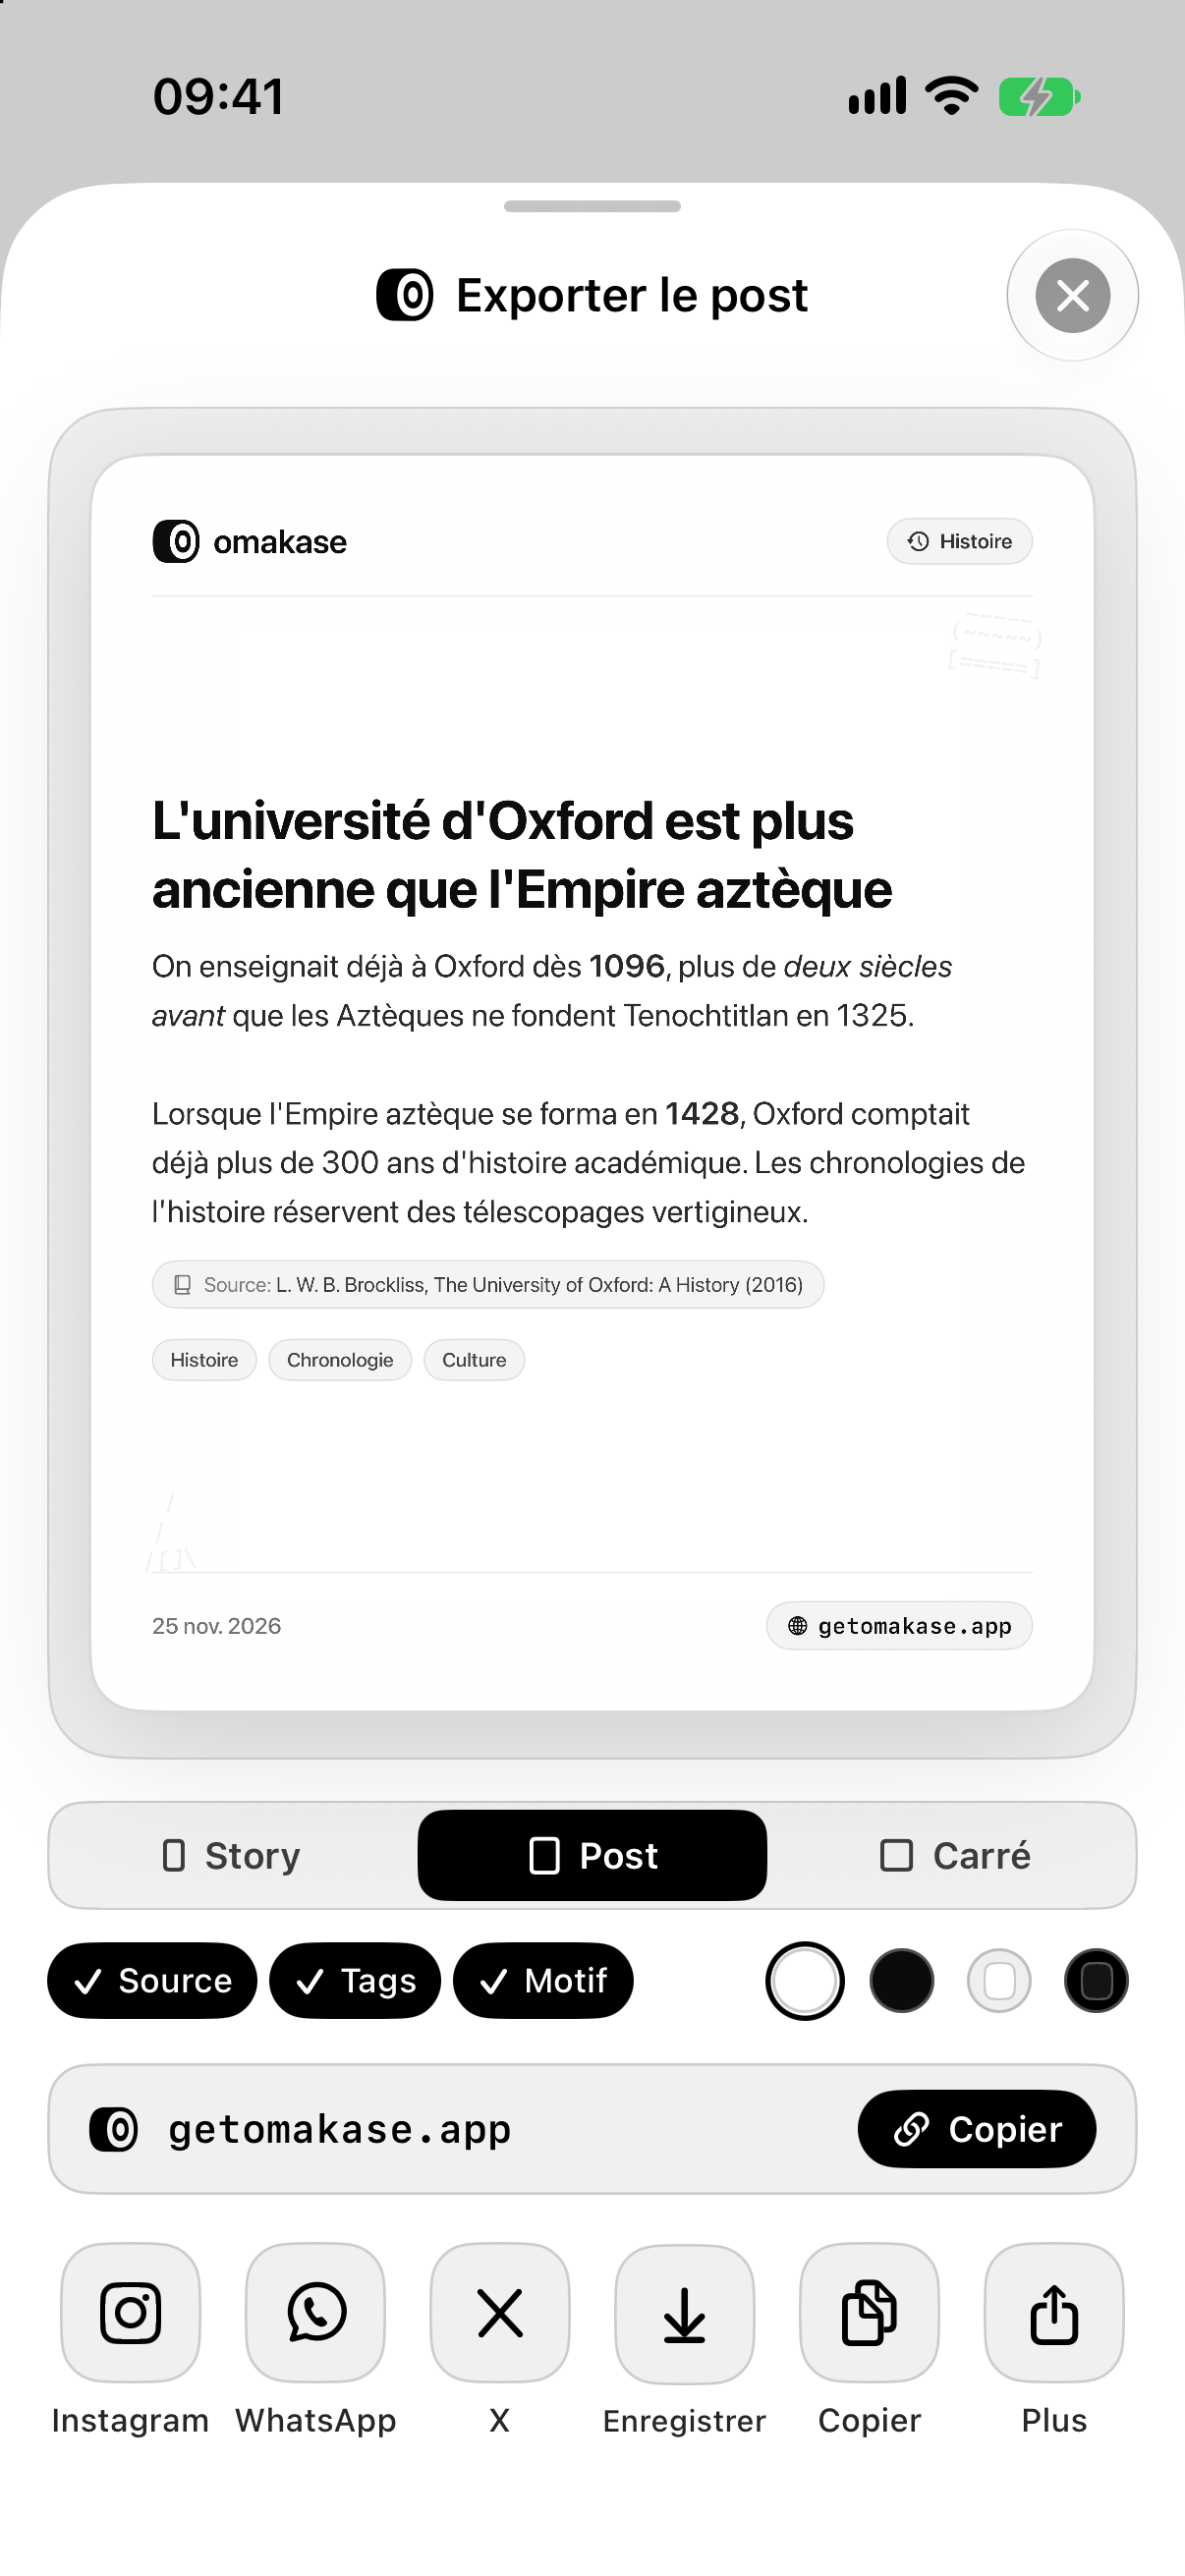 09:41
Exporter le post
omakase
Histoire
_____
(~~~~~)
[=====]
L'université d'Oxford est plus
ancienne que l'Empire aztèque
On enseignait déjà à Oxford dès 1096, plus de deux siècles
avant que les Aztèques ne fondent Tenochtitlan en 1325.
Lorsque l'Empire aztèque se forma en 1428, Oxford comptait
déjà plus de 300 ans d'histoire académique. Les chronologies de
l'histoire réservent des télescopages vertigineux.
Source: L. W. B. Brockliss, The University of Oxford: A History (2016)
Histoire Chronologie Culture
/
/
/[]\
25 nov. 2026
getomakase.app
Story Post Carré
Source Tags Motif
getomakase.app Copier
Instagram WhatsApp X Enregistrer Copier Plus